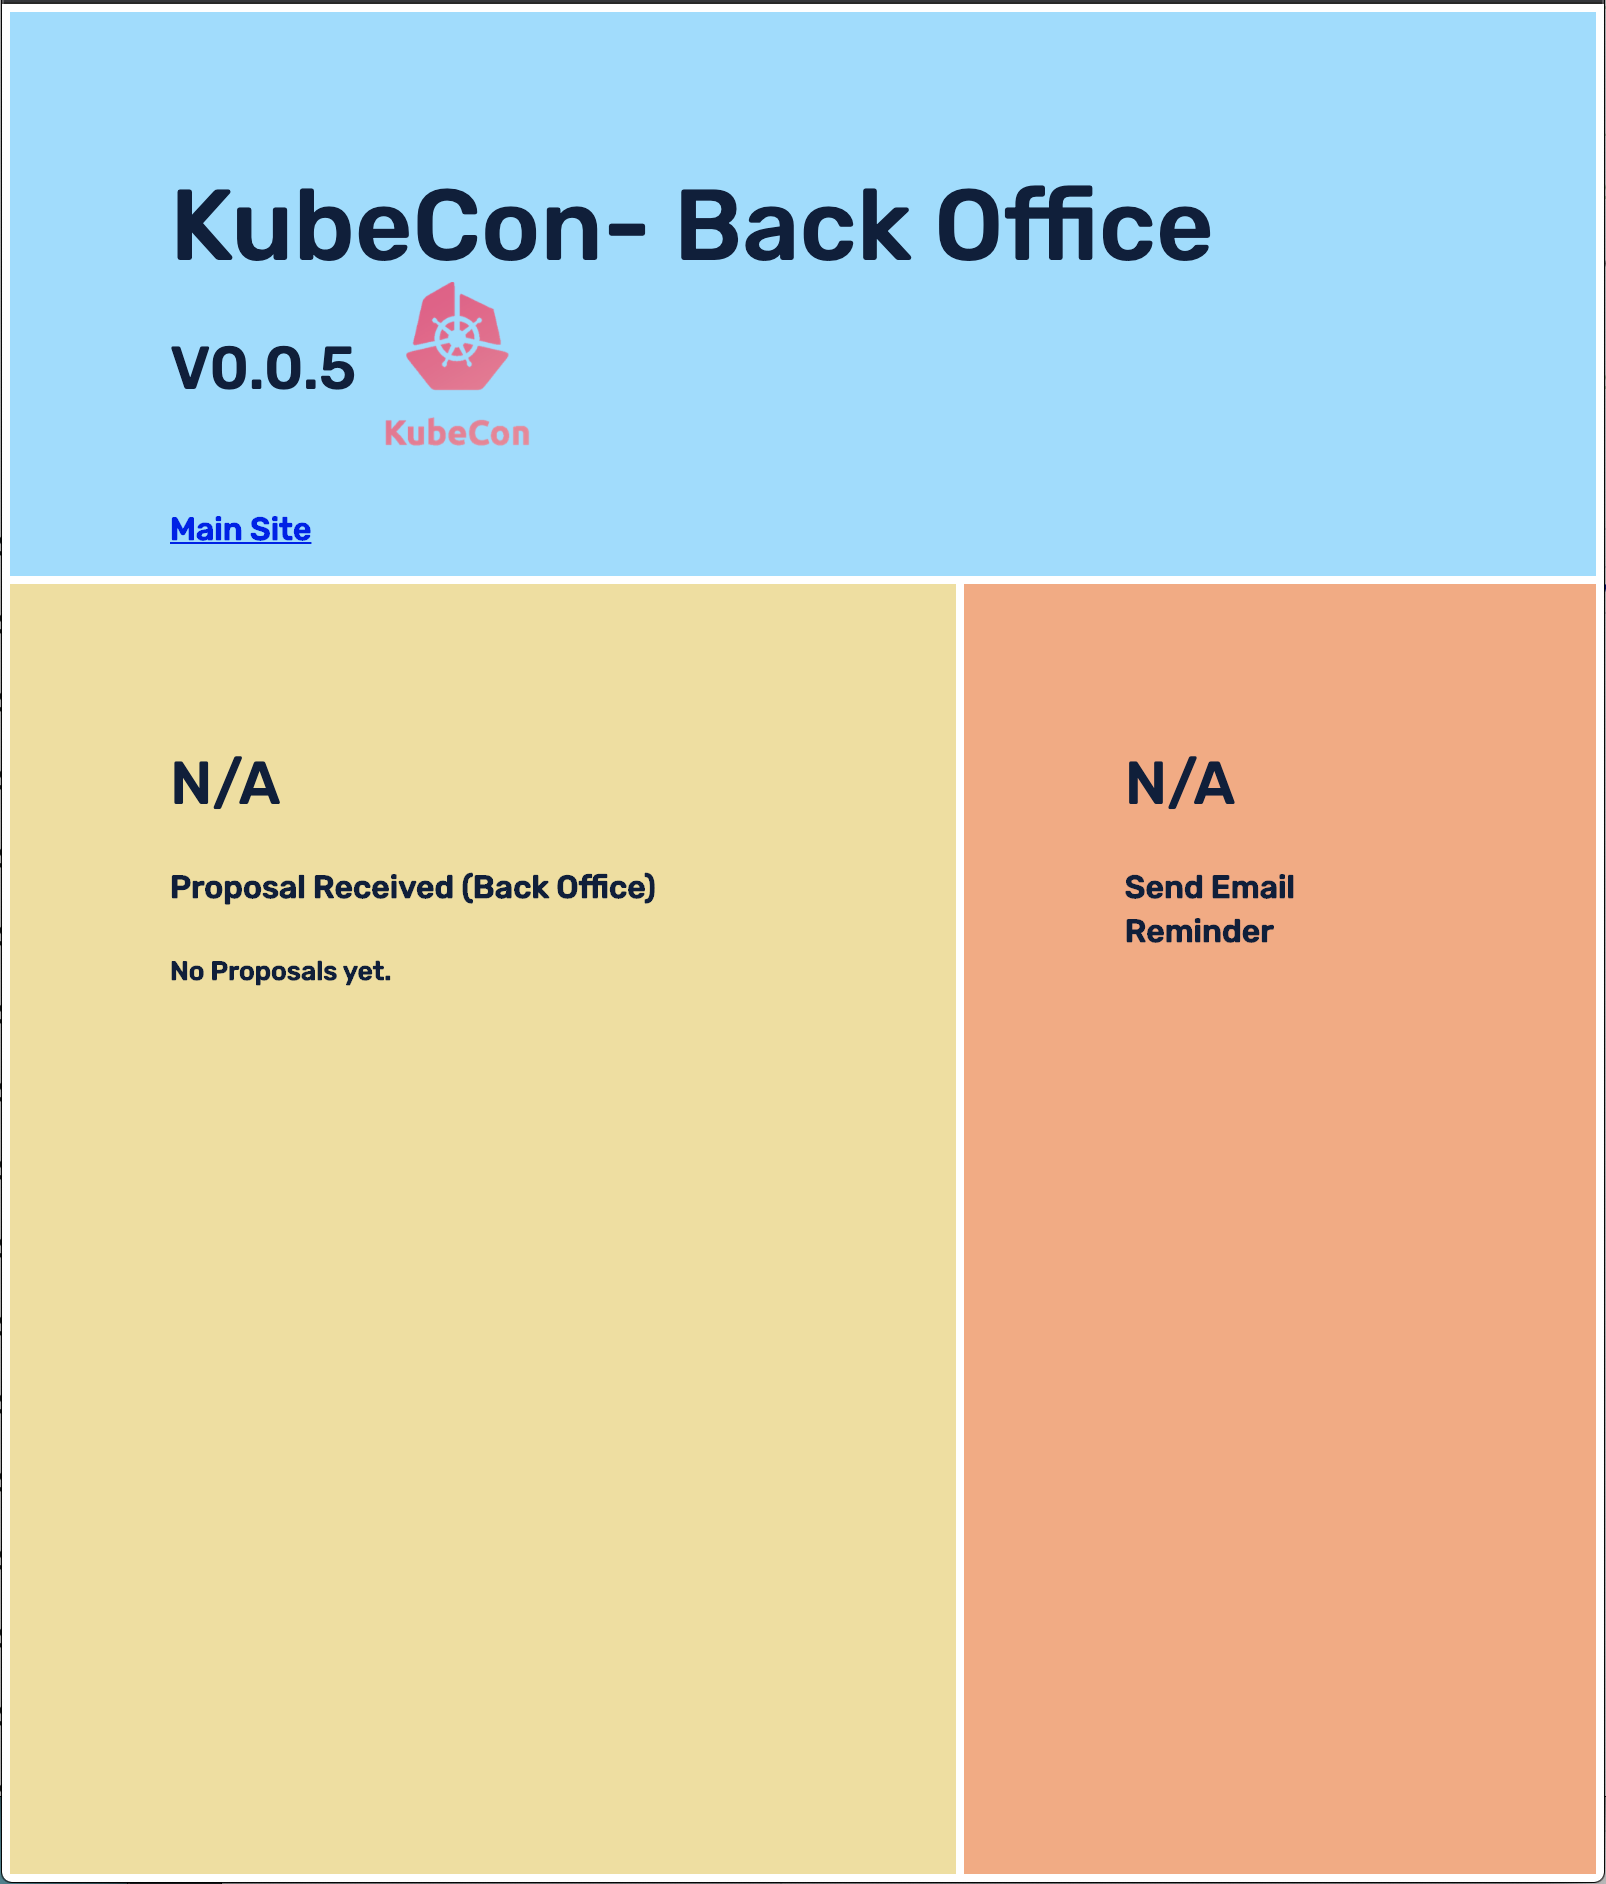 KubeCon- Back Office
V0.0.5
KubeCon
Main Site
N/A
Proposal Received (Back Office)
No Proposals yet.
N/A
Send Email
Reminder